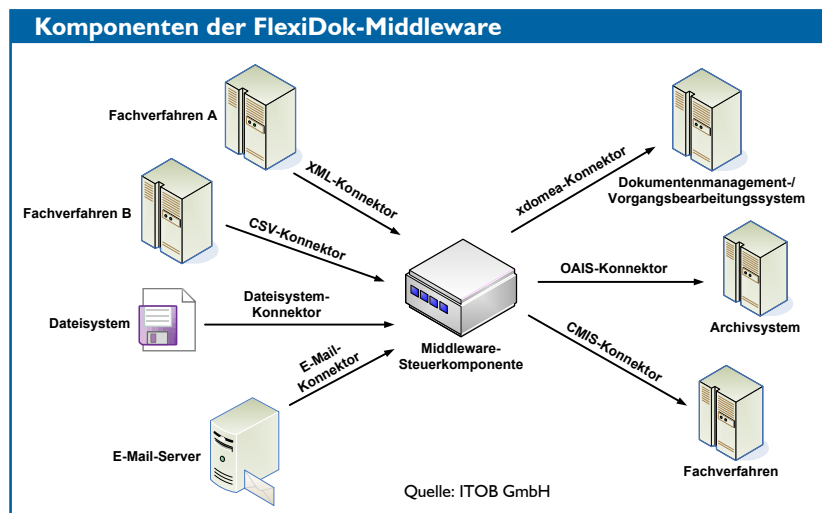 Komponenten der FlexiDok-Middleware
Fachverfahren A
XML-Konnektor
Fachverfahren B
CSV-Konnektor
Dateisystem
Dateisystem-
Konnektor
E-Mail-Server
E-Mail-
Konnektor
Middleware-
Steuerkomponente
xdomea-Konnektor
Dokumentenmanagement-/
Vorgangsbearbeitungssystem
OAIS-Konnektor
Archivsystem
CMIS-Konnektor
Fachverfahren
Quelle: ITOB GmbH